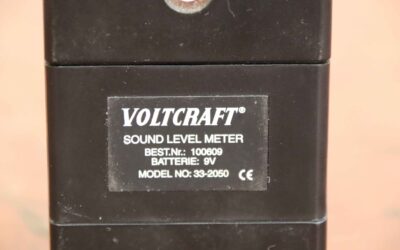 VOLTCRAFT®
SOUND LEVEL METER
BEST.Nr.: 100609
BATTERIE: 9V
MODEL NO: 33-2050 CE